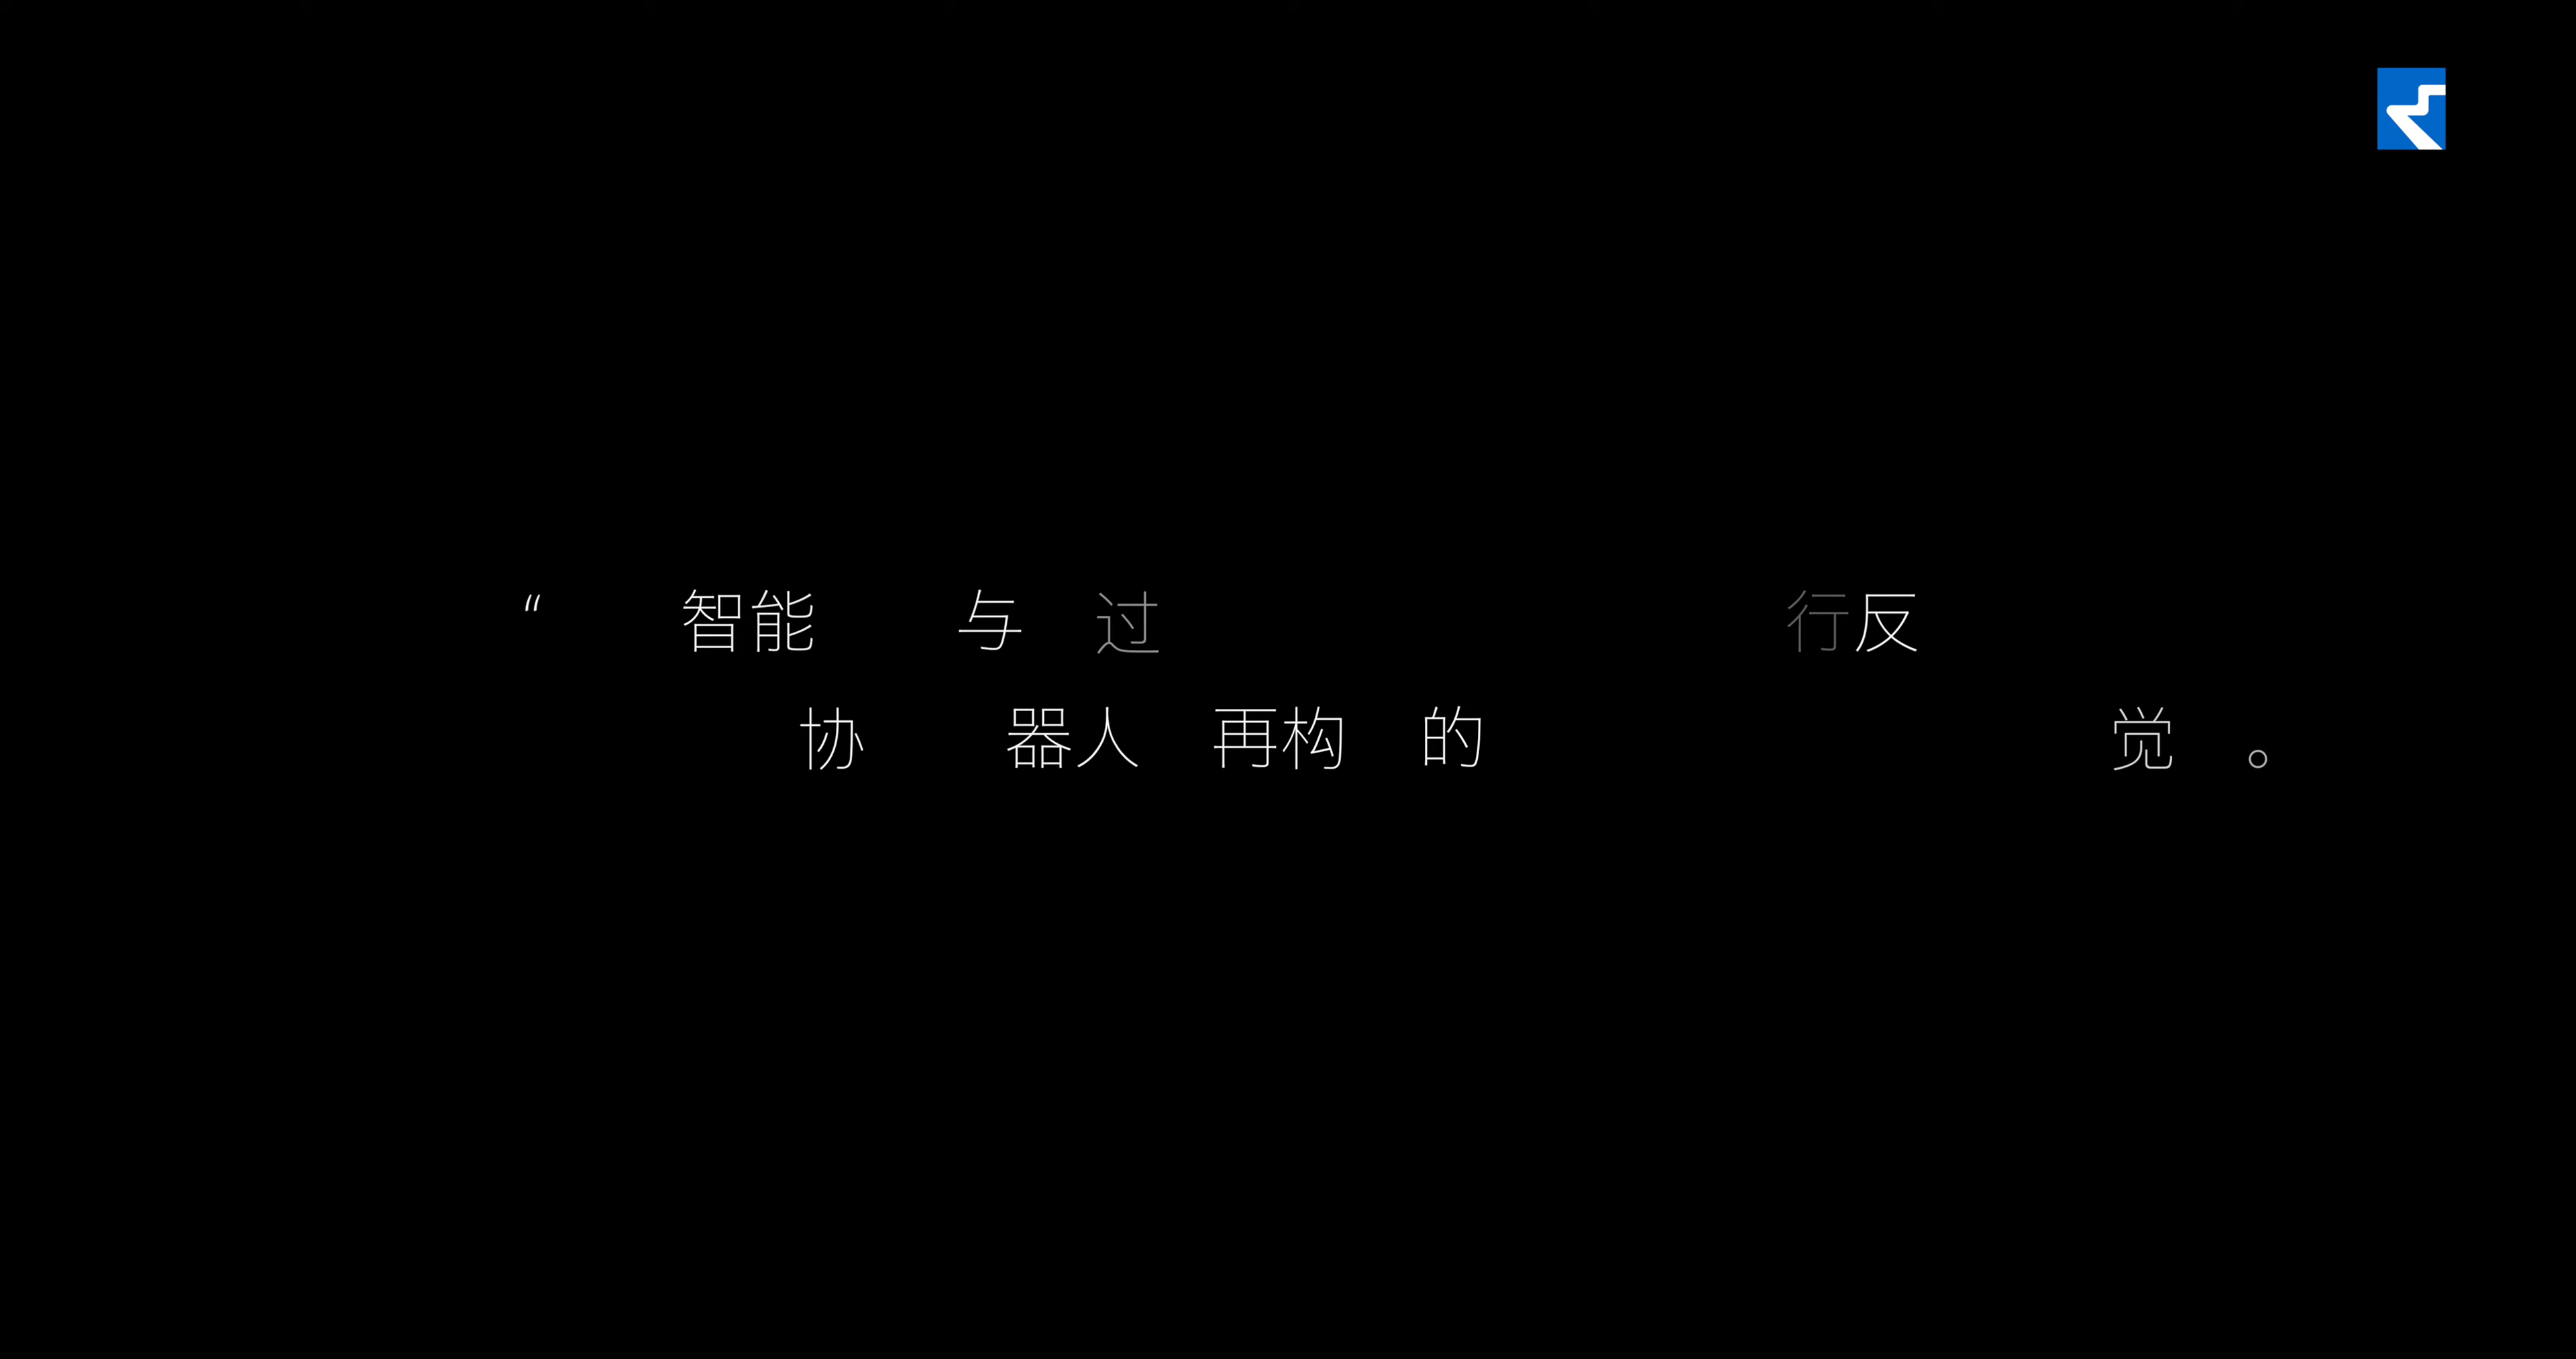 “ 智能 与 过 行反
协 器人 再构 的 觉 。